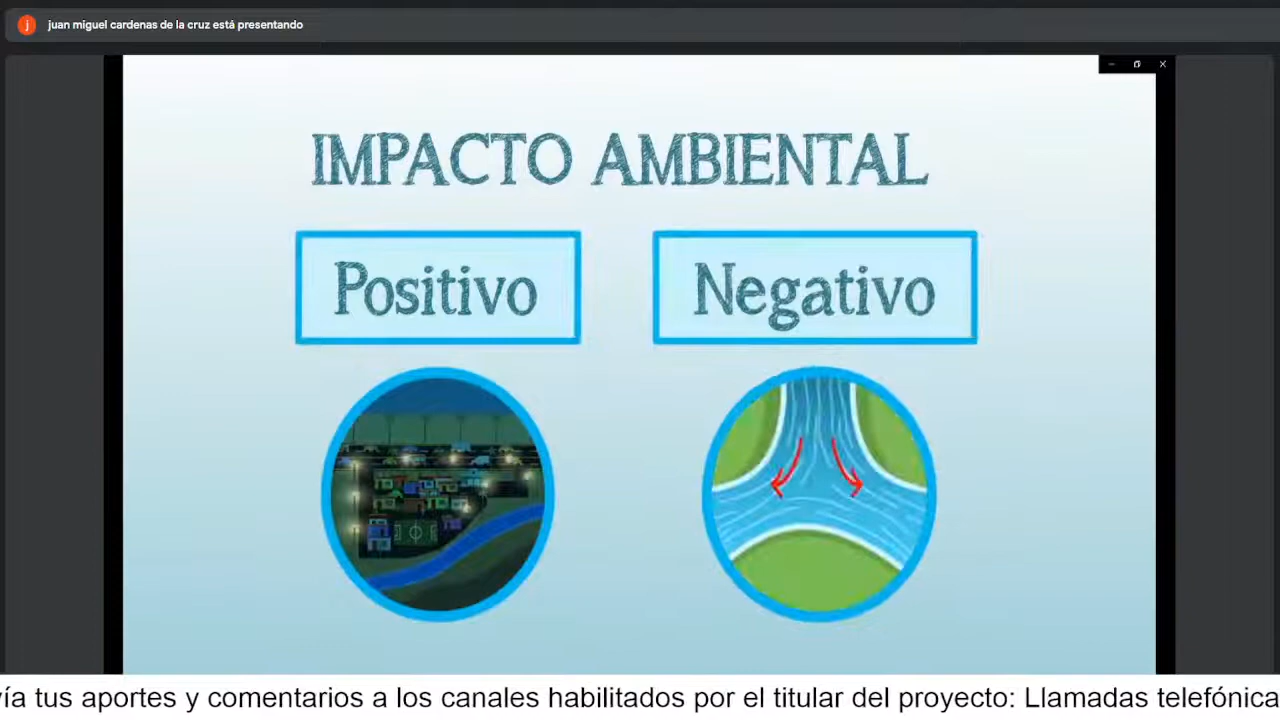 j juan miguel cardenas de la cruz está presentando
IMPACTO AMBIENTAL
Positivo
Negativo
vía tus aportes y comentarios a los canales habilitados por el titular del proyecto: Llamadas telefónica